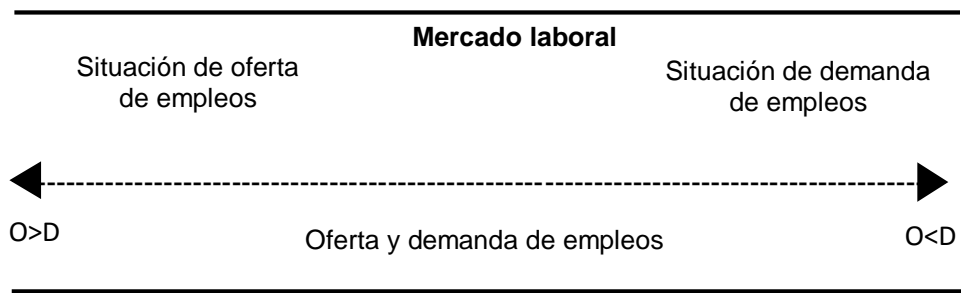 Mercado laboral
Situación de oferta
de empleos
Situación de demanda
de empleos
O>D
Oferta y demanda de empleos
O<D